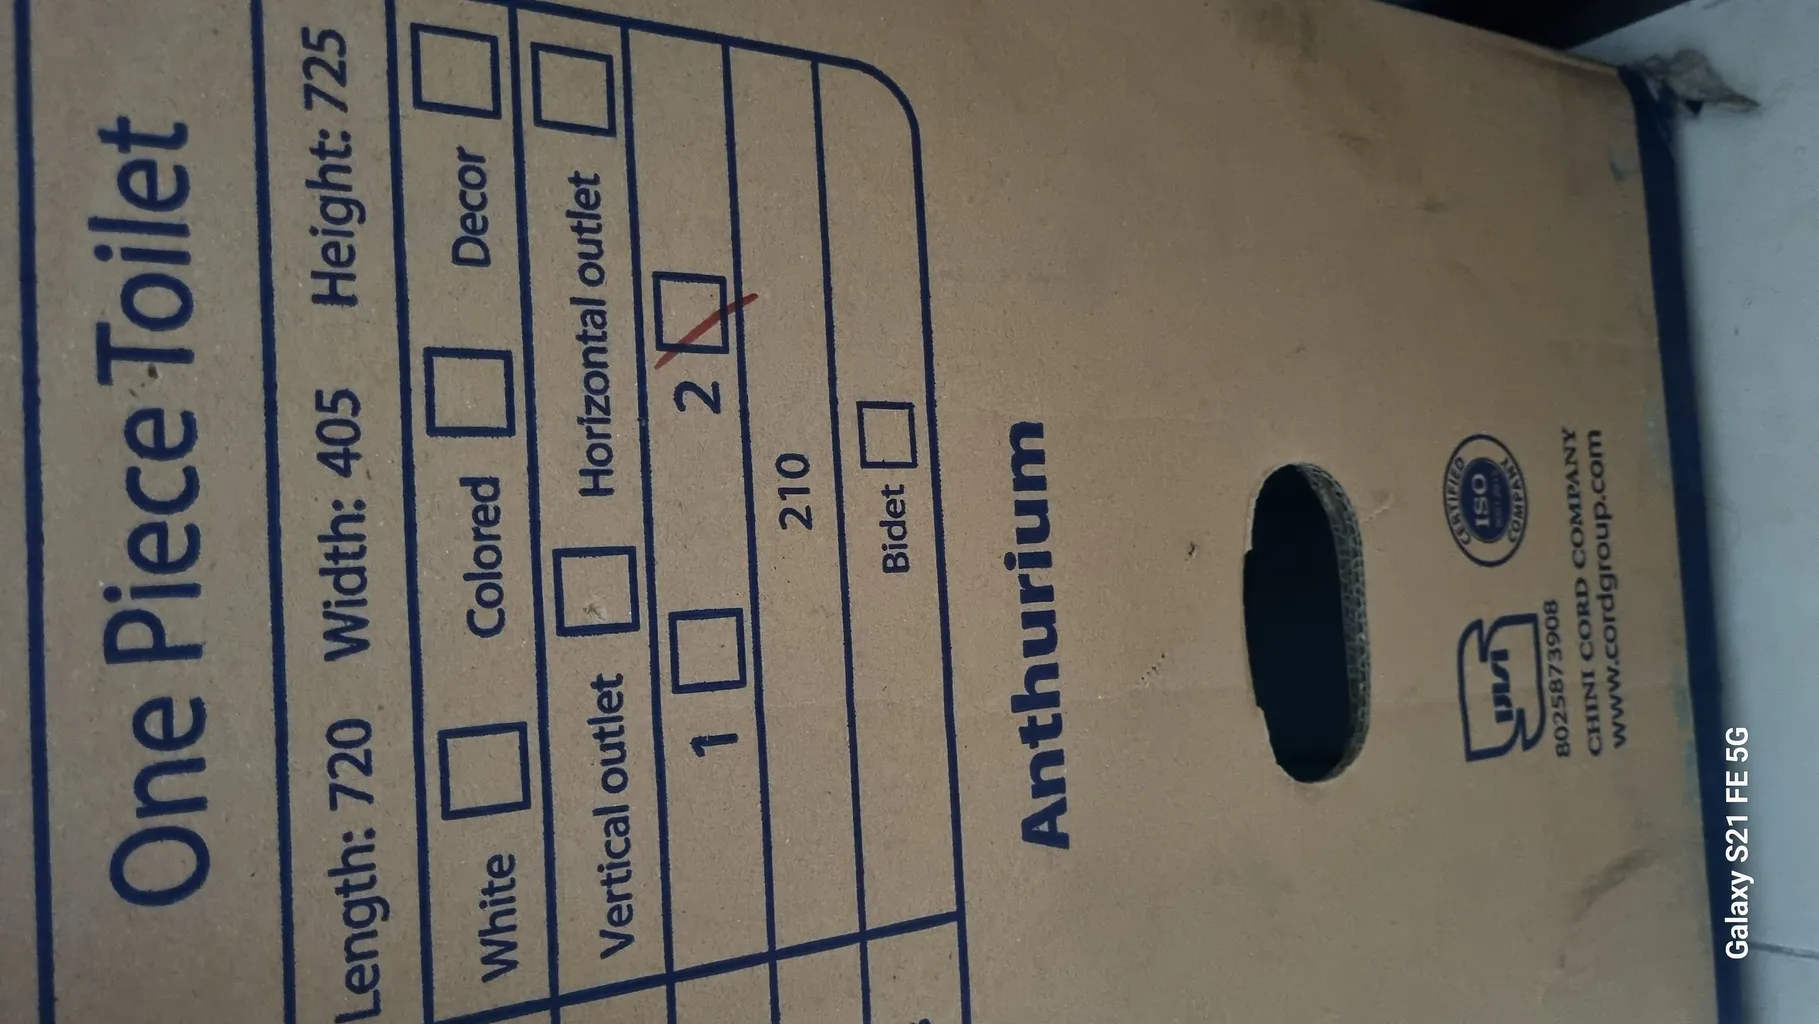 One Piece Toilet
Length: 720 Width: 405 Height: 725
White Colored Decor
Vertical outlet Horizontal outlet
1 2
210
Bidet
Anthurium
CERTIFIED
ISO
COMPANY
8025873908
CHINI CORD COMPANY
www.cordgroup.com
Galaxy S21 FE 5G